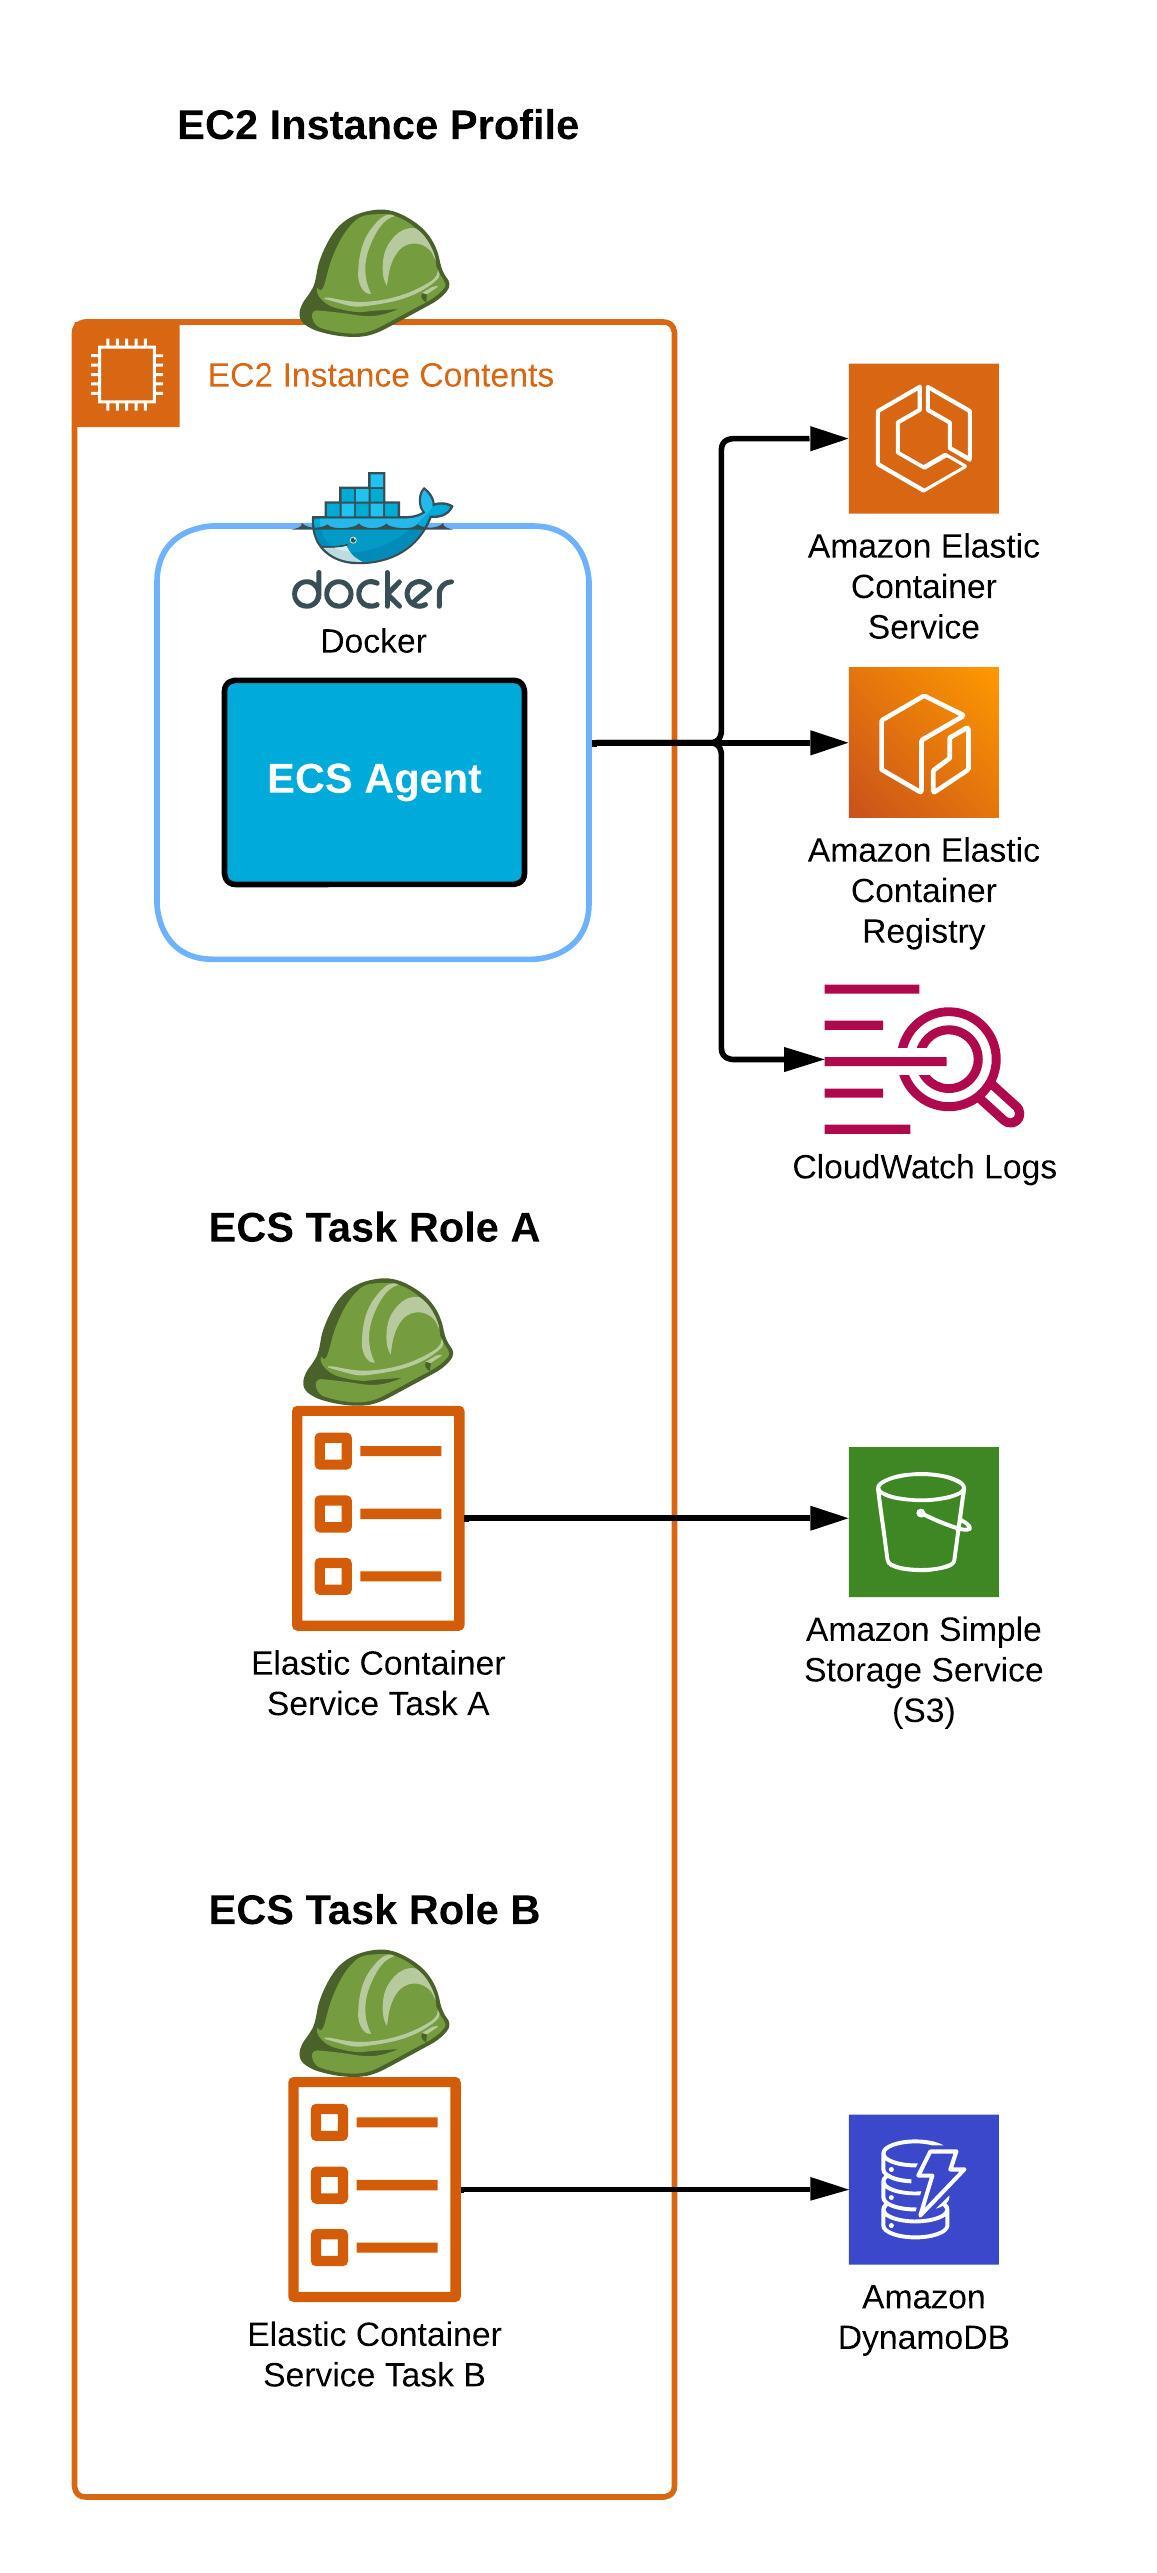 EC2 Instance Profile
EC2 Instance Contents
docker
Docker
ECS Agent
Amazon Elastic
Container
Service
Amazon Elastic
Container
Registry
CloudWatch Logs
ECS Task Role A
Elastic Container
Service Task A
Amazon Simple
Storage Service
(S3)
ECS Task Role B
Elastic Container
Service Task B
Amazon
DynamoDB